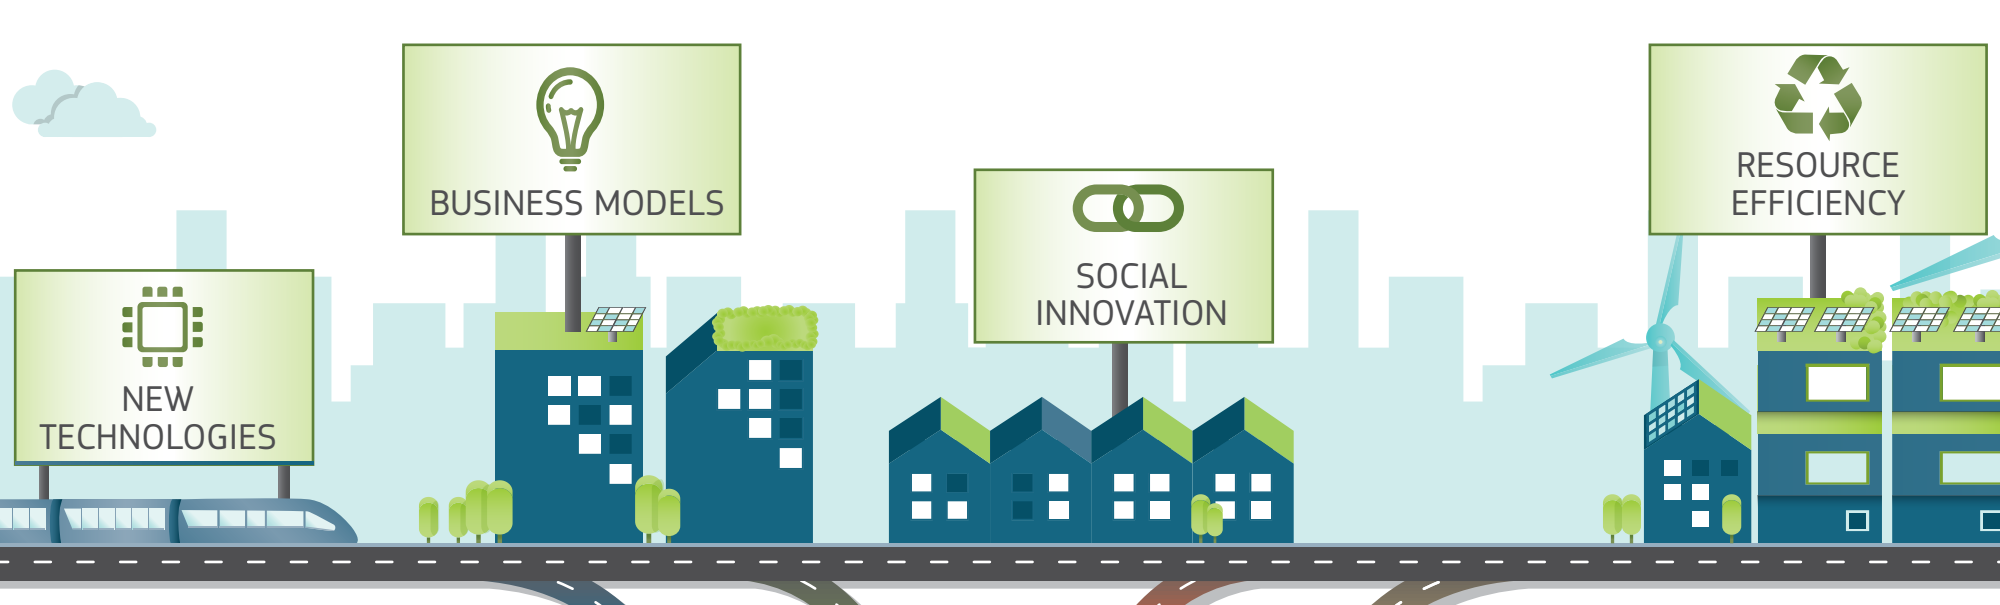 NEW
TECHNOLOGIES
BUSINESS MODELS
SOCIAL
INNOVATION
RESOURCE
EFFICIENCY